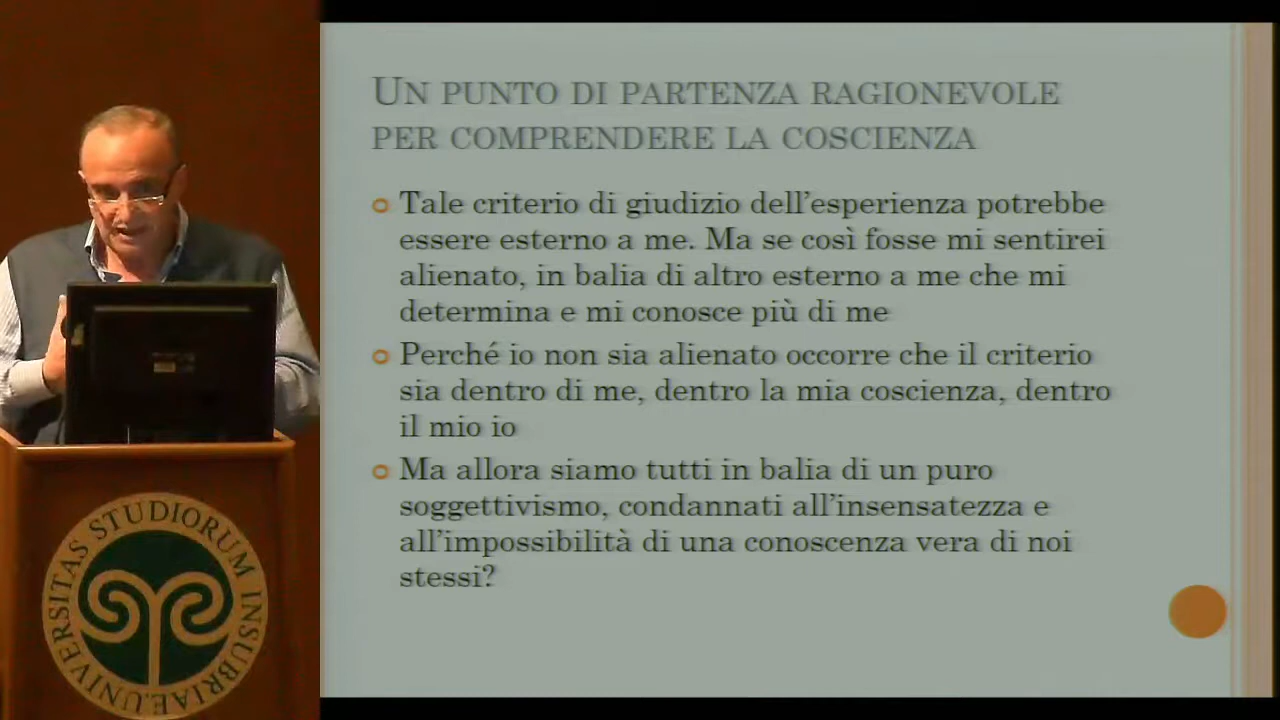 UN PUNTO DI PARTENZA RAGIONEVOLE
PER COMPRENDERE LA COSCIENZA
Tale criterio di giudizio dell'esperienza potrebbe
essere esterno a me. Ma se così fosse mi sentirei
alienato, in balia di altro esterno a me che mi
determina e mi conosce più di me
Perché io non sia alienato occorre che il criterio
sia dentro di me, dentro la mia coscienza, dentro
il mio io
Ma allora siamo tutti in balia di un puro
soggettivismo, condannati all'insensatezza e
all'impossibilità di una conoscenza vera di noi
stessi?
UNIVERSITAS STUDIORUM INSUBRIAE